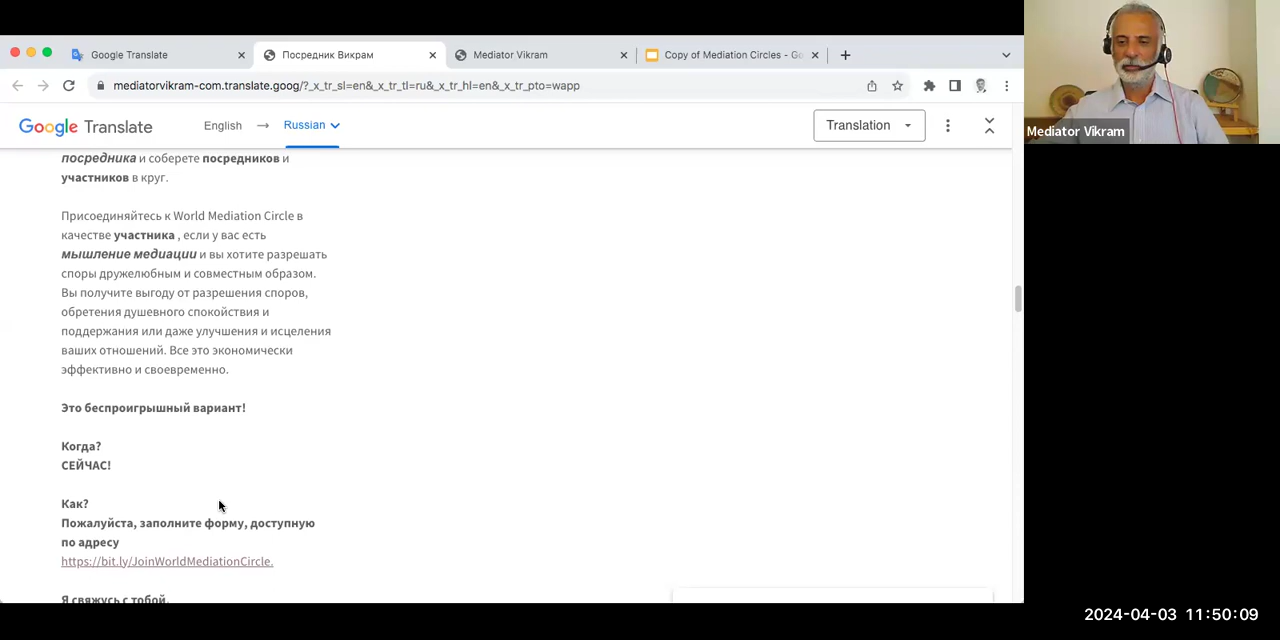 Google Translate
Посредник Викрам
Mediator Vikram
Copy of Mediation Circles - Go
mediatorvikram-com.translate.goog/?_x_tr_sl=en&_x_tr_tl=ru&_x_tr_hl=en&_x_tr_pto=wapp
Google Translate
English → Russian
Translation
Mediator Vikram
посредника и соберете посредников и
участников в круг.
Присоединяйтесь к World Mediation Circle в
качестве участника , если у вас есть
мышление медиации и вы хотите разрешать
споры дружелюбным и совместным образом.
Вы получите выгоду от разрешения споров,
обретения душевного спокойствия и
поддержания или даже улучшения и исцеления
ваших отношений. Все это экономически
эффективно и своевременно.
Это беспроигрышный вариант!
Когда?
СЕЙЧАС!
Как?
Пожалуйста, заполните форму, доступную
по адресу
https://bit.ly/JoinWorldMediationCircle.
Я свяжусь с тобой.
2024-04-03 11:50:09